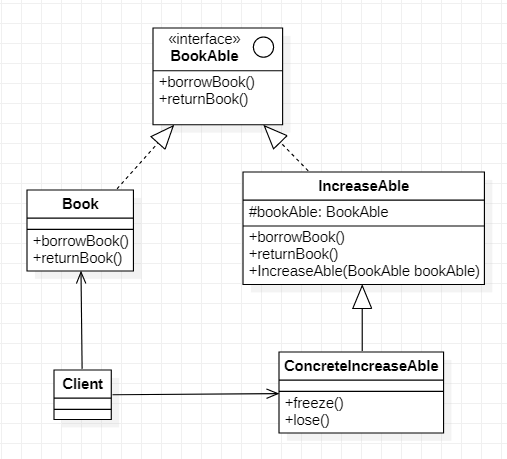 «interface»
BookAble
+borrowBook()
+returnBook()
Book
+borrowBook()
+returnBook()
IncreaseAble
#bookAble: BookAble
+borrowBook()
+returnBook()
+IncreaseAble(BookAble bookAble)
Client
ConcreteIncreaseAble
+freeze()
+lose()